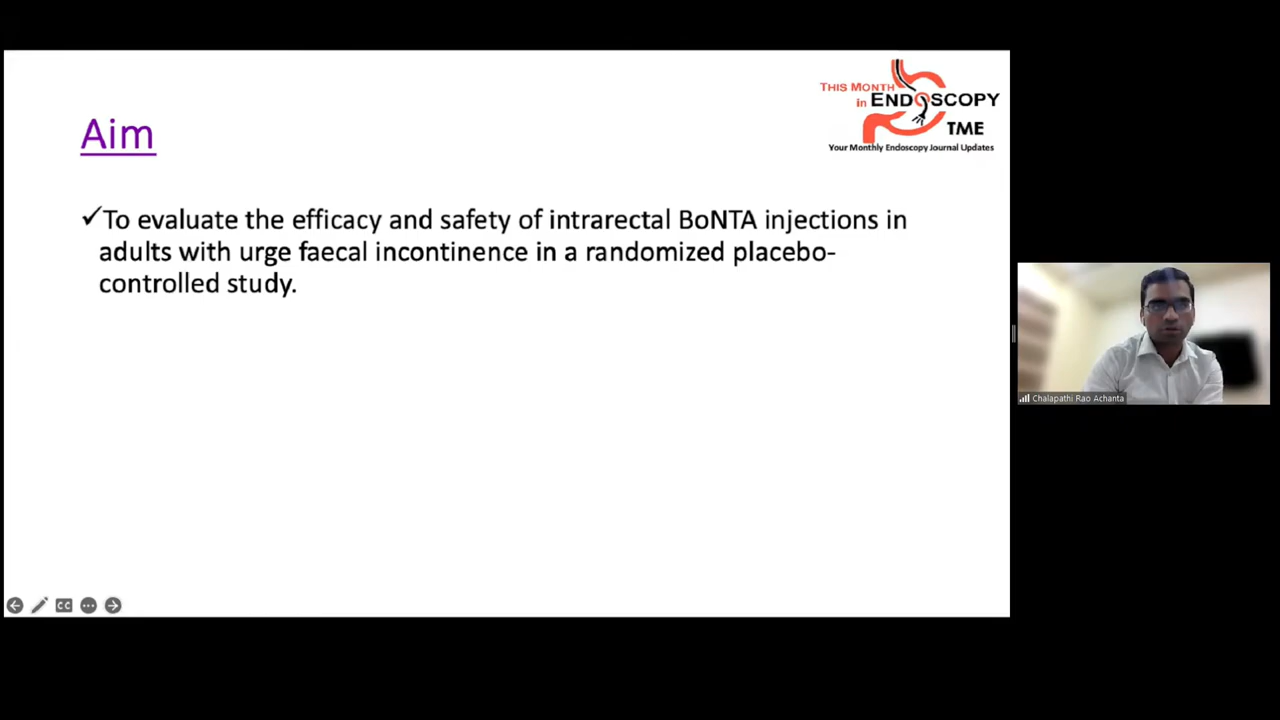 THIS MONTH
in ENDOSCOPY
TME
Your Monthly Endoscopy Journal Updates
Aim
✓To evaluate the efficacy and safety of intrarectal BoNTA injections in
adults with urge faecal incontinence in a randomized placebo-
controlled study.
Chalapathi Rao Achanta
CC